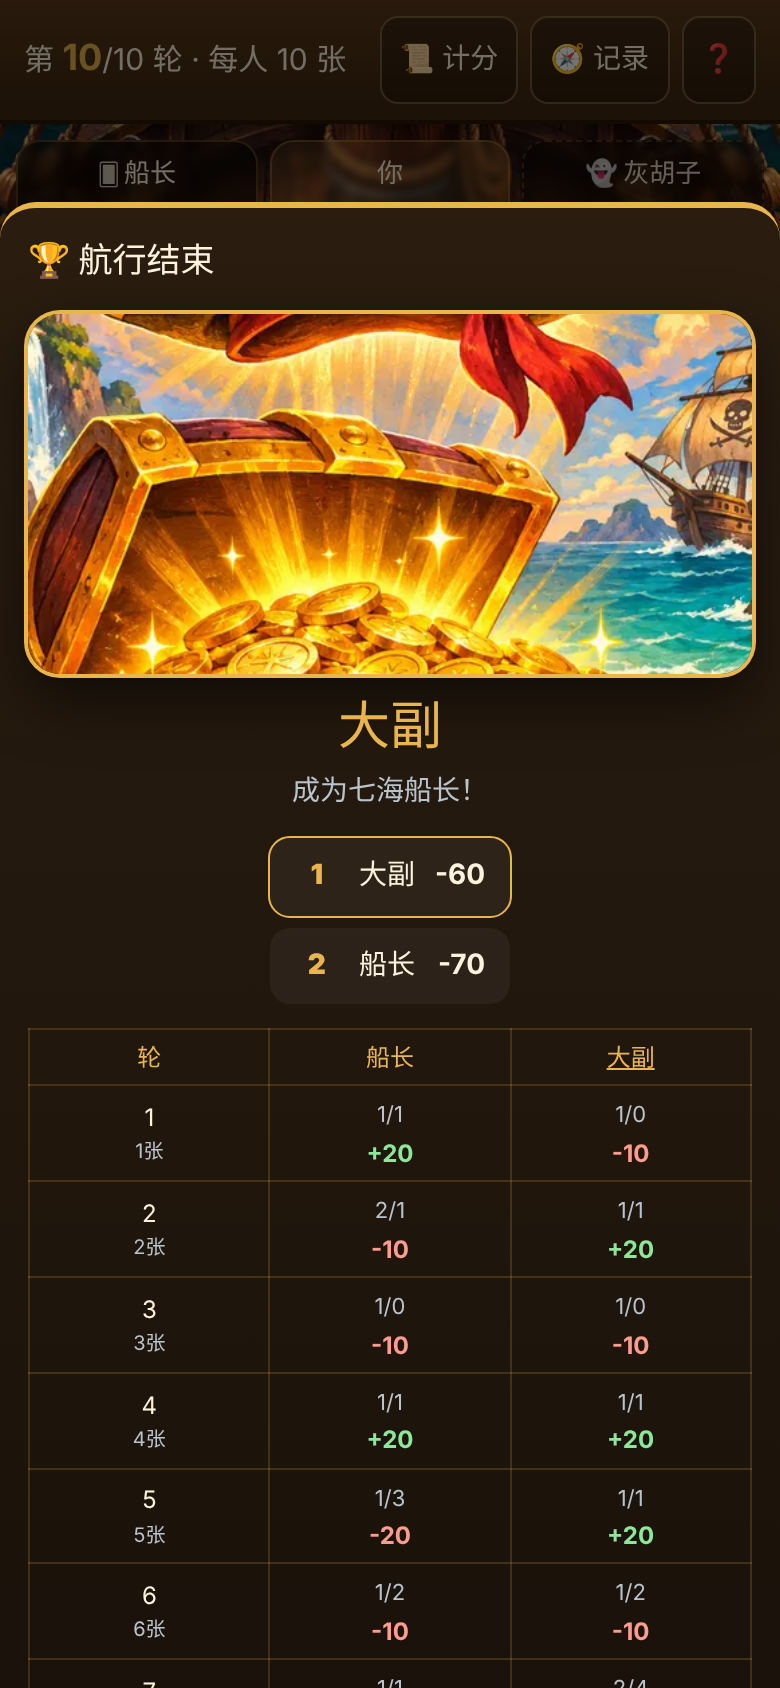 第 10/10 轮 · 每人 10 张
计分
记录
船长
你
灰胡子
航行结束
大副
成为七海船长！
1 大副 -60
2 船长 -70
轮 船长 大副
1 1/1 1/0
1张 +20 -10
2 2/1 1/1
2张 -10 +20
3 1/0 1/0
3张 -10 -10
4 1/1 1/1
4张 +20 +20
5 1/3 1/1
5张 -20 +20
6 1/2 1/2
6张 -10 -10
7 1/1 2/4